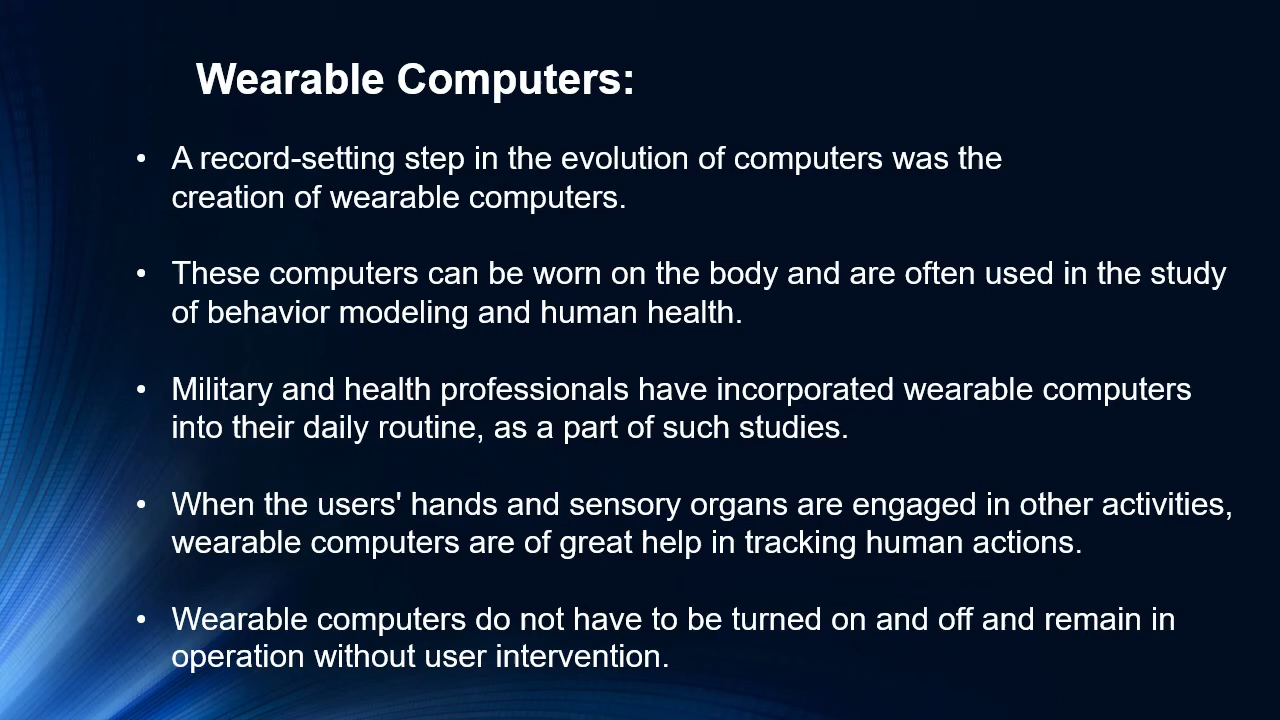 Wearable Computers:
• A record-setting step in the evolution of computers was the
creation of wearable computers.
• These computers can be worn on the body and are often used in the study
of behavior modeling and human health.
• Military and health professionals have incorporated wearable computers
into their daily routine, as a part of such studies.
• When the users' hands and sensory organs are engaged in other activities,
wearable computers are of great help in tracking human actions.
• Wearable computers do not have to be turned on and off and remain in
operation without user intervention.